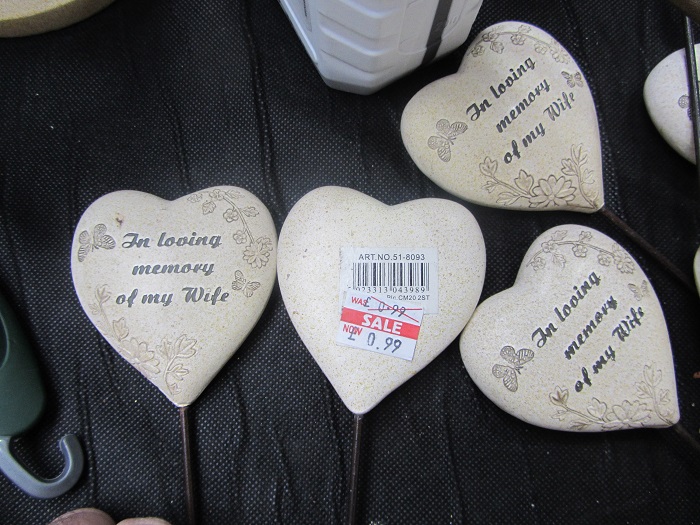 In loving
memory
of my Wife
In loving
memory
of my Wife
ART.NO.51-8093
WAS £ 0.99
SALE
NOW £ 0.99
In loving
memory
of my Wife